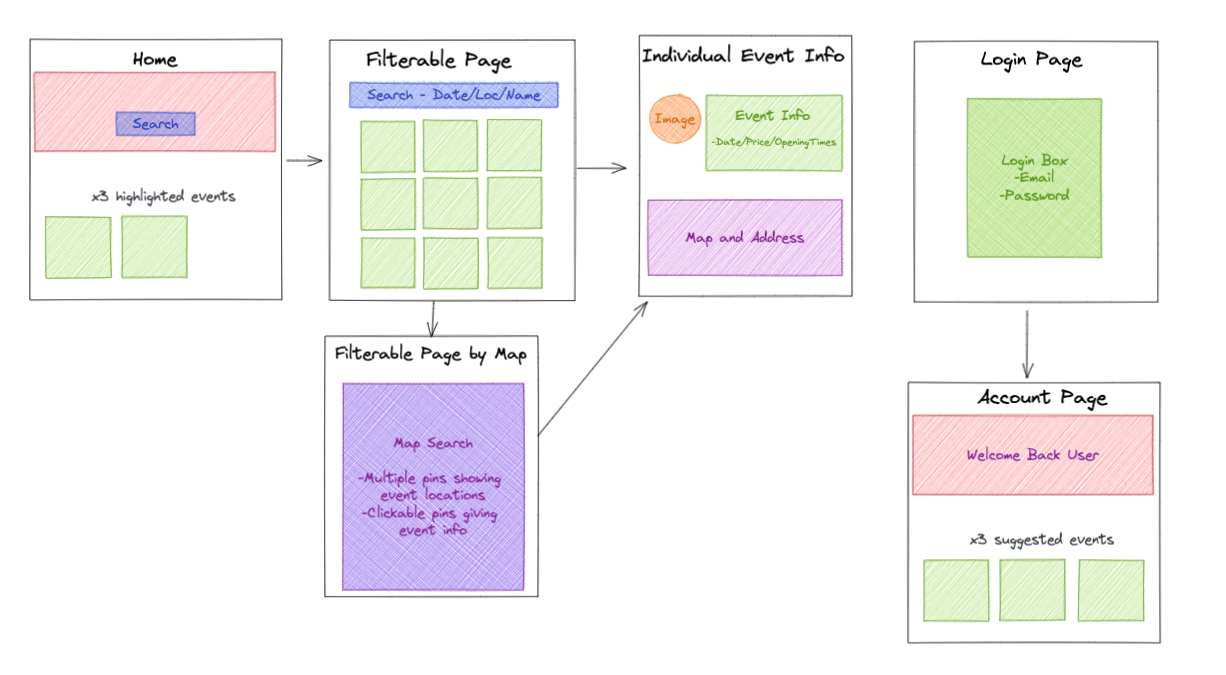 Home
Search
x3 highlighted events
Filterable Page
Search - Date/Loc/Name
Individual Event Info
Image
Event Info
-Date/Price/OpeningTimes
Map and Address
Login Page
Login Box
-Email
-Password
Filterable Page by Map
Map Search
-Multiple pins showing
event locations
-Clickable pins giving
event info
Account Page
Welcome Back User
x3 suggested events